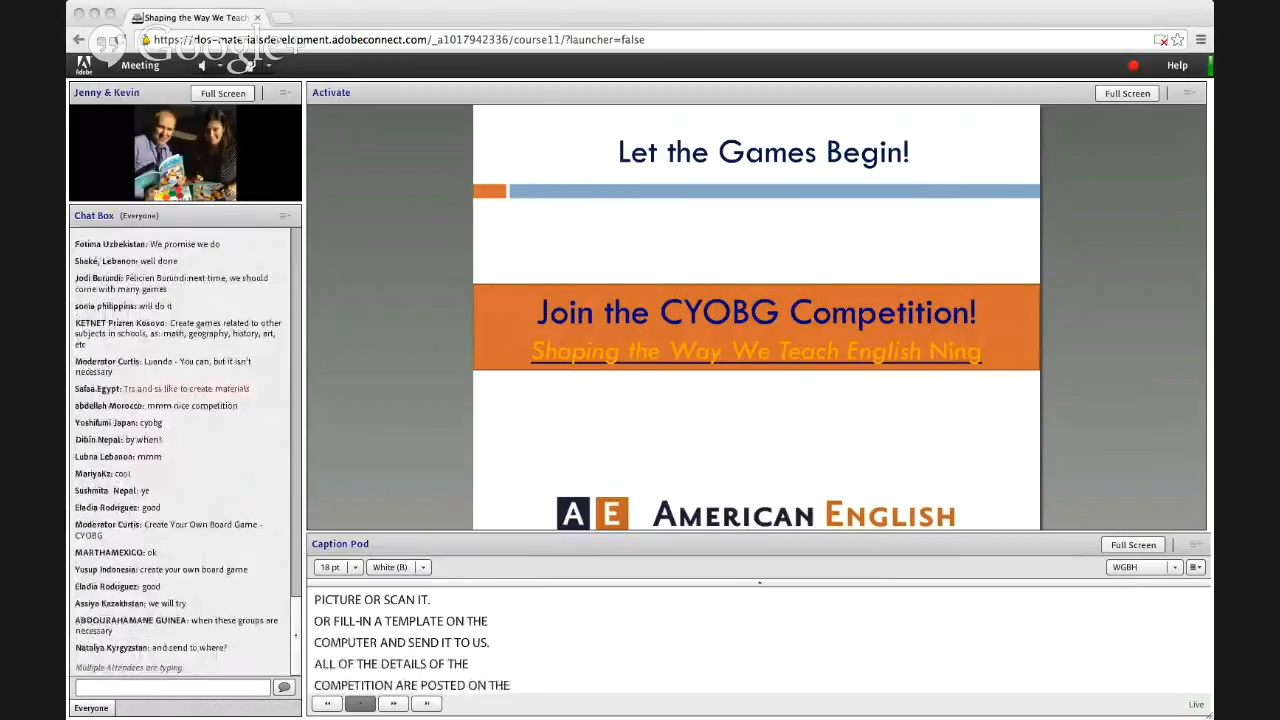 Shaping the Way We Teach
https://dos-materialsdevelopment.adobeconnect.com/_a1017942336/course11/?launcher=false
Google+
Adobe
Meeting
Help
Jenny & Kevin
Full Screen
Activate
Full Screen
Let the Games Begin!
Join the CYOBG Competition!
Shaping the Way We Teach English Ning
AE AMERICAN ENGLISH
Chat Box (Everyone)
Fotima Uzbekistan: We promise we do
Shaké, Lebanon: well done
Jodi Burundi: Félicien Burundi:next time, we should
come with many games
sonia philippins: will do it
KETNET Prizren Kosovo: Create games related to other
subjects in schools, as: math, geography, history, art,
etc
Moderator Curtis: Luanda - You can, but it isn't
necessary
Safaa Egypt: Trs and ss like to create materials
abdellah Morocco: mmm nice competition
Yoshifumi Japan: cyobg
Dibin Nepal: by when!
Lubna Lebanon: mmm
MariyaKz: cool
Sushmita Nepal: ye
Eladia Rodriguez: good
Moderator Curtis: Create Your Own Board Game -
CYOBG
MARTHAMEXICO: ok
Yusup Indonesia: create your own board game
Eladia Rodriguez: good
Assiya Kazakhstan: we will try
ABDOURAHAMANE GUINEA: when these groups are
necessary
Natalya Kyrgyzstan: and send to where?
Multiple Attendees are typing
Everyone
Caption Pod
Full Screen
18 pt
White (B)
WGBH
PICTURE OR SCAN IT.
OR FILL-IN A TEMPLATE ON THE
COMPUTER AND SEND IT TO US.
ALL OF THE DETAILS OF THE
COMPETITION ARE POSTED ON THE
Live